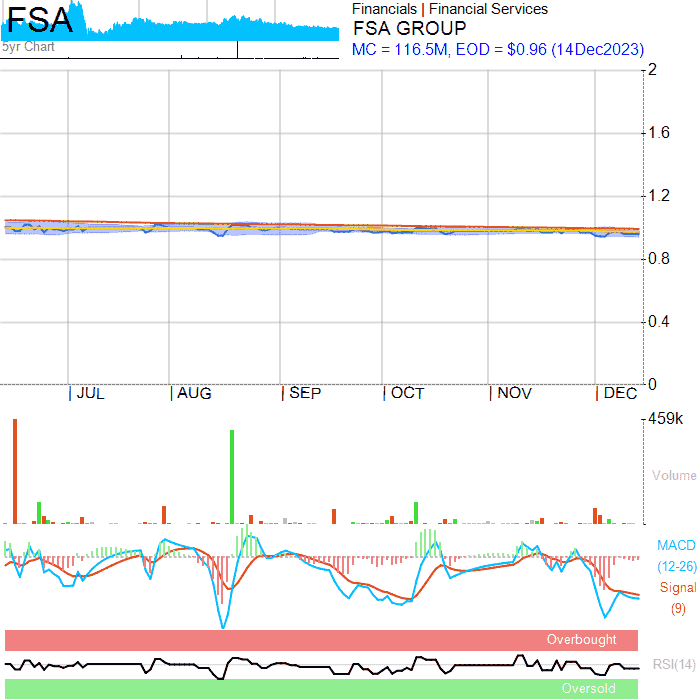 FSA
5yr Chart
Financials | Financial Services
FSA GROUP
MC = 116.5M, EOD = $0.96 (14Dec2023)
2
1.6
1.2
0.8
0.4
0
JUL
AUG
SEP
OCT
NOV
DEC
459k
Volume
MACD
(12-26)
Signal
(9)
Overbought
RSI(14)
Oversold